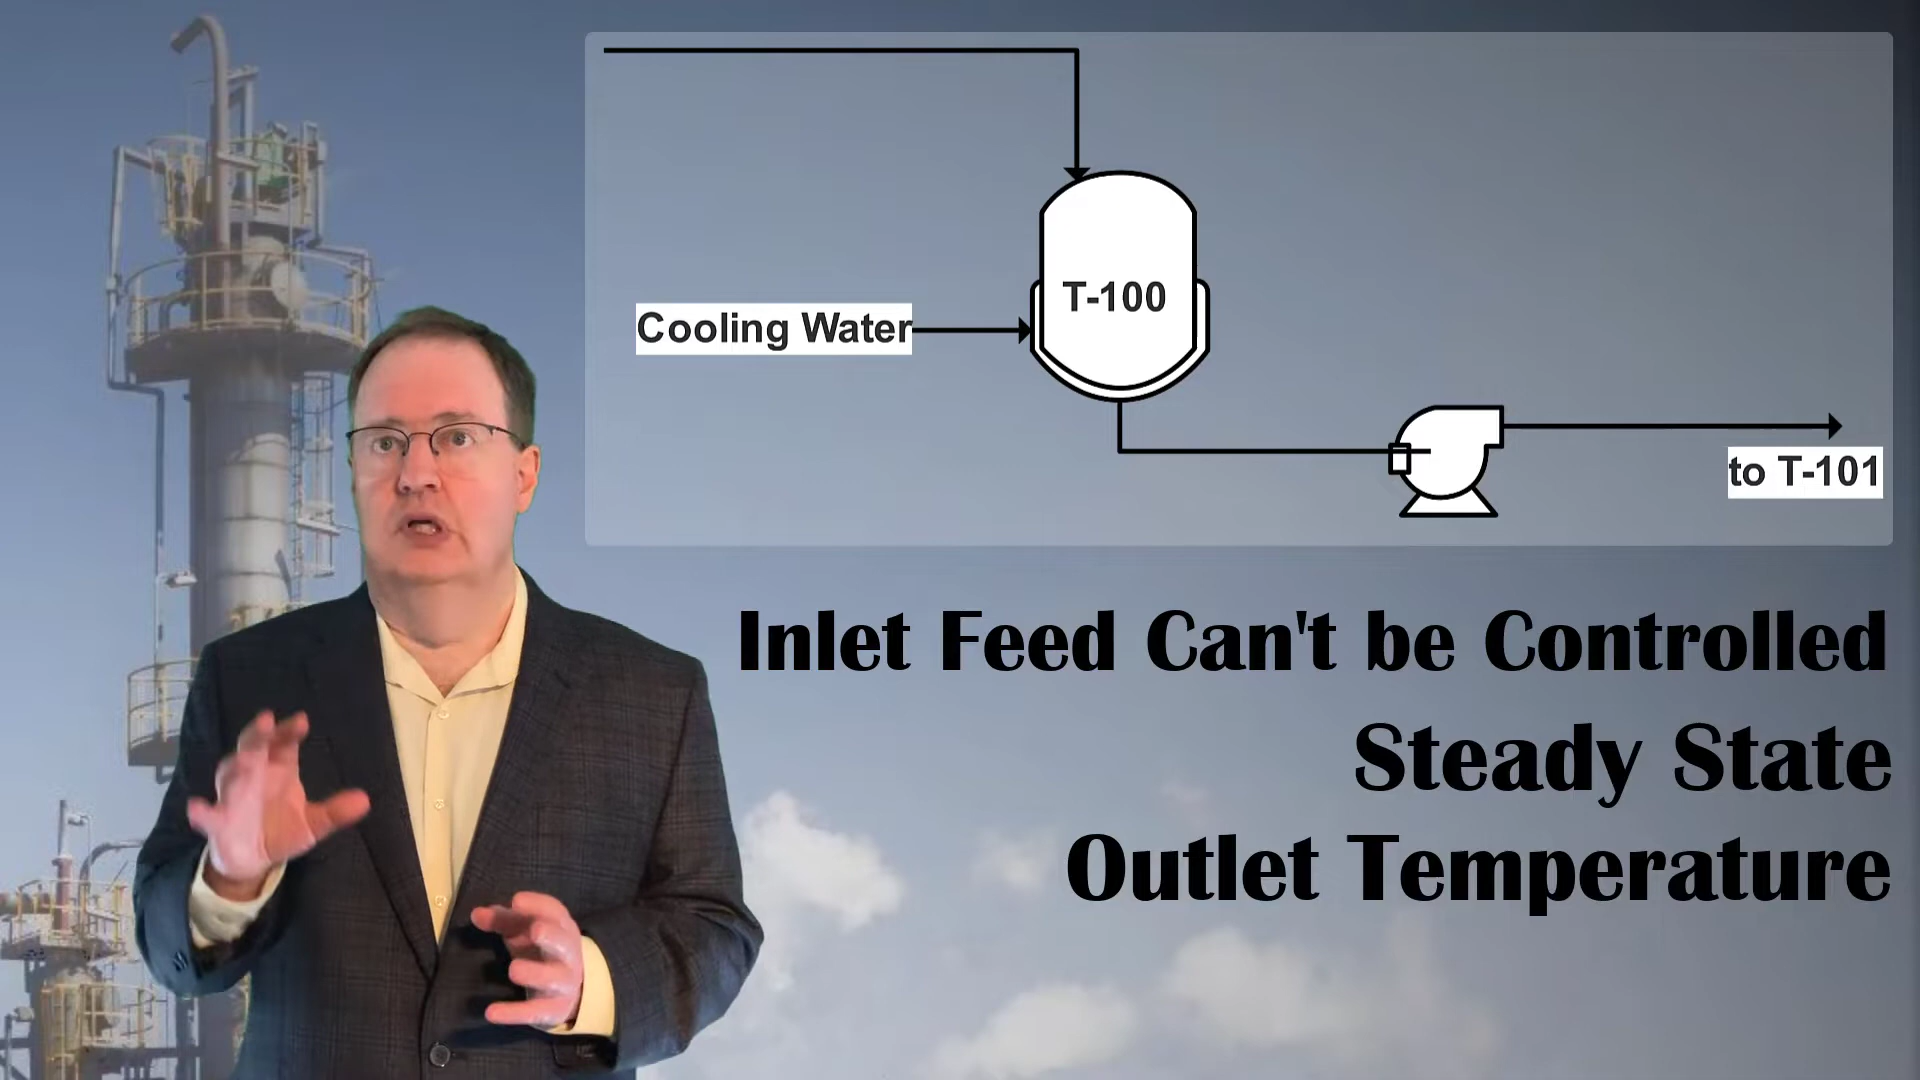 T-100
Cooling Water
to T-101
Inlet Feed Can't be Controlled
Steady State
Outlet Temperature